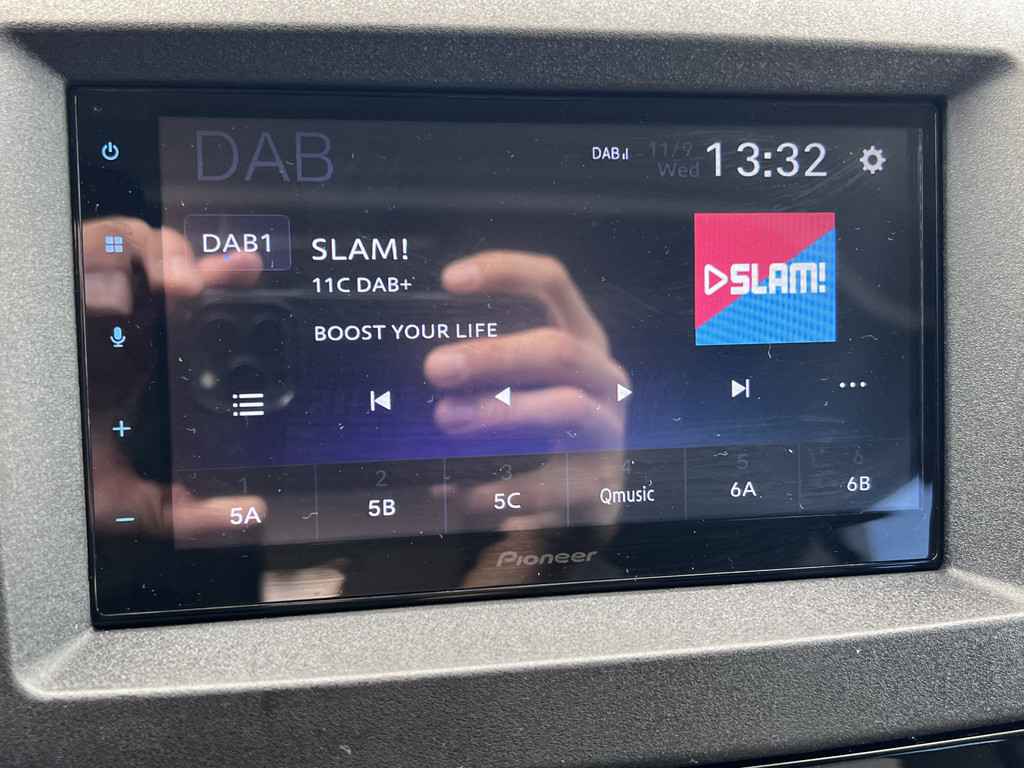 DAB
DAB 11/9 13:32
Wed
DAB1 SLAM!
11C DAB+
BOOST YOUR LIFE
SLAM!
1 2 3 4 5 6
5A 5B 5C Qmusic 6A 6B
Pioneer